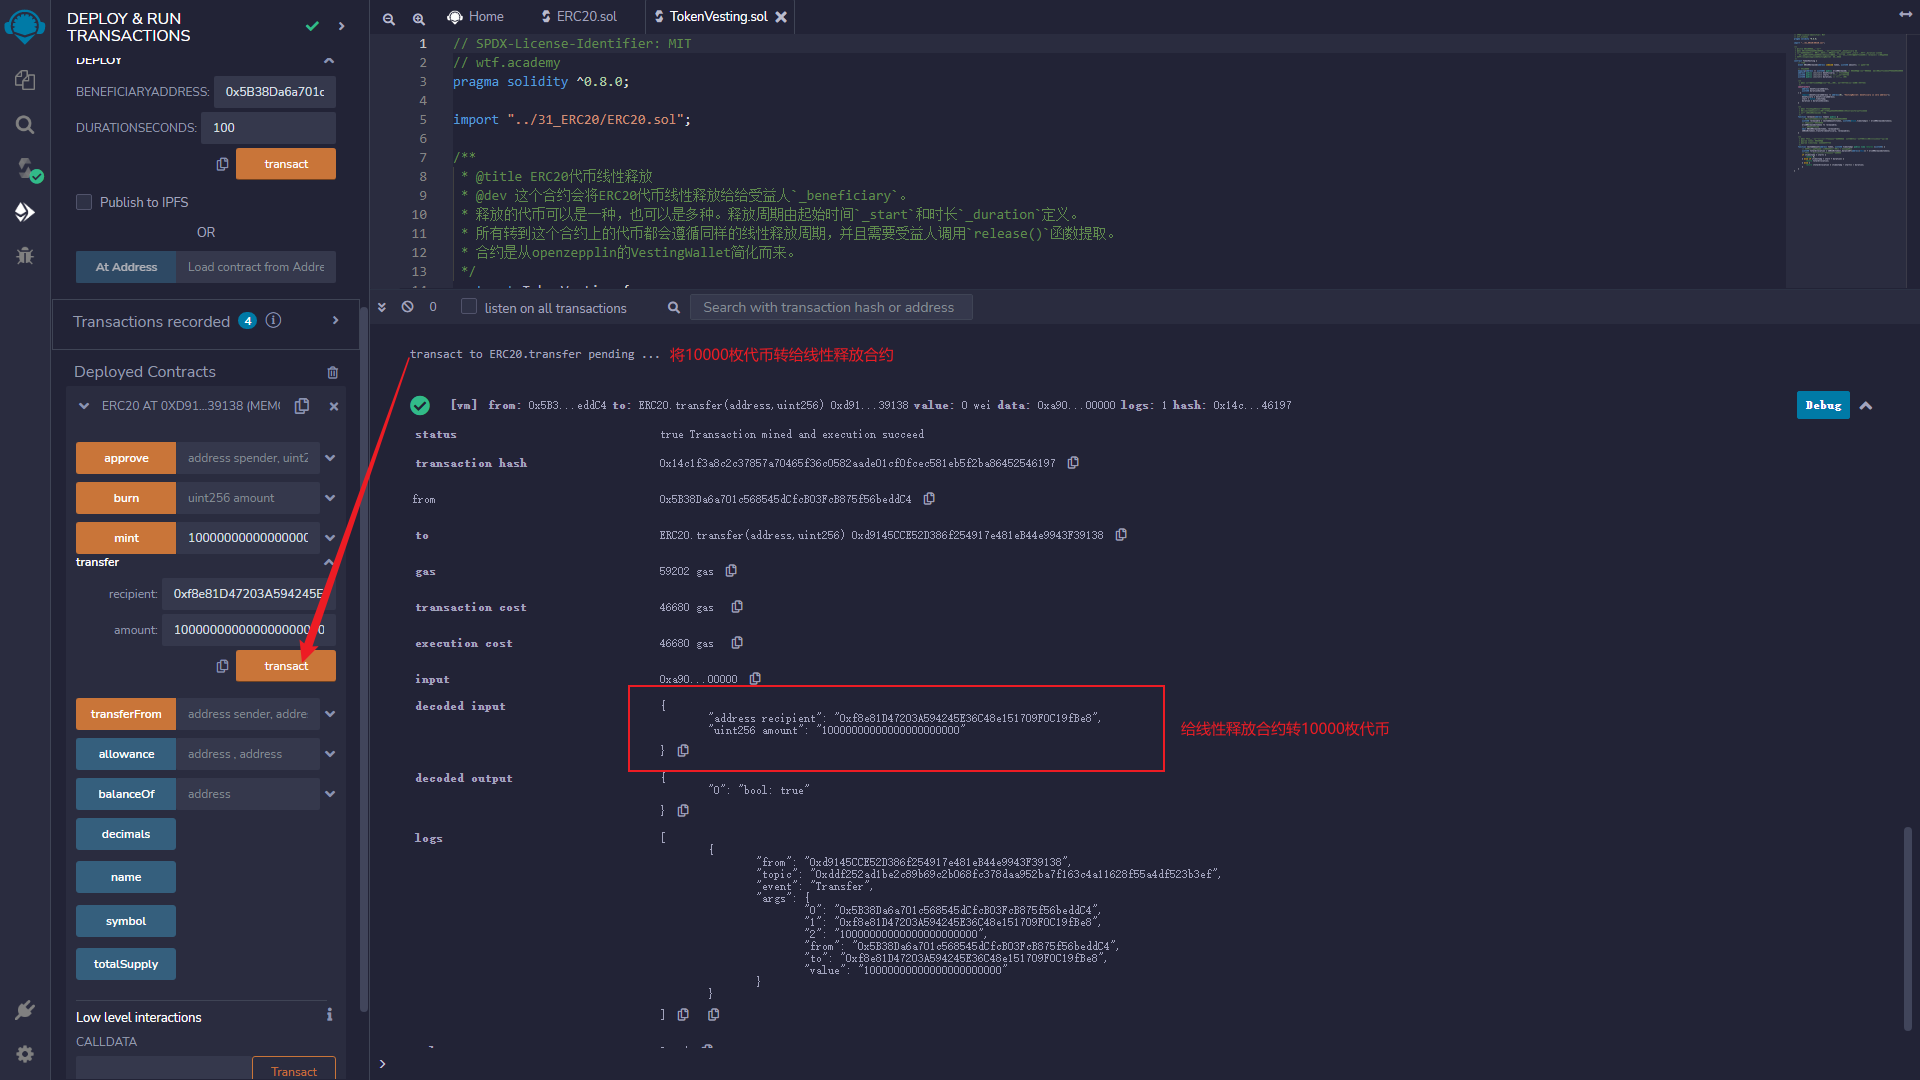 DEPLOY & RUN
TRANSACTIONS
DEPLOY
BENEFICIARYADDRESS: 0x5B38Da6a701c
DURATIONSECONDS: 100
transact
Publish to IPFS
OR
At Address Load contract from Addre
Transactions recorded 4
Deployed Contracts
ERC20 AT 0XD91...39138 (MEM
approve address spender, uint2
burn uint256 amount
mint
transfer
recipient: 0xf8e81D47203A594245E
amount:
transact
transferFrom address sender, addre
allowance address , address
balanceOf address
decimals
name
symbol
totalSupply
Low level interactions
CALLDATA
Transact
Home ERC20.sol TokenVesting.sol
1 // SPDX-License-Identifier: MIT
2 // wtf.academy
3 pragma solidity ^0.8.0;
4
5 import "../31_ERC20/ERC20.sol";
6
7 /**
8 * @title ERC20代币线性释放
9 * @dev 这个合约会将ERC20代币线性释放给给受益人`_beneficiary`。
10 * 释放的代币可以是一种，也可以是多种。释放周期由起始时间`_start`和时长`_duration`定义。
11 * 所有转到这个合约上的代币都会遵循同样的线性释放周期，并且需要受益人调用`release()`函数提取。
12 * 合约是从openzepplin的VestingWallet简化而来。
13 */
0 listen on all transactions Search with transaction hash or address
transact to ERC20.transfer pending ... 将10000枚代币转给线性释放合约
[vm] from: 0x5B3...eddC4 to: ERC20.transfer(address,uint256) 0xd91...39138 value: 0 wei data: 0xa90...00000 logs: 1 hash: 0x14c...46197 Debug
status true Transaction mined and execution succeed
transaction hash 0x14c1f3a8c2c37857a70465f36c0582aade01cf0fcec581eb5f2ba86452546197
from 0x5B38Da6a701c568545dCfcB03FcB875f56beddC4
to ERC20.transfer(address,uint256) 0xd9145CCE52D386f254917e481eB44e9943F39138
gas 59202 gas
transaction cost 46680 gas
execution cost 46680 gas
input 0xa90...00000
decoded input {
"address recipient": "0xf8e81D47203A594245E36C48e151709F0C19fBe8",
"uint256 amount": "10000000000000000000000"
}
给线性释放合约转10000枚代币
decoded output {
"0": "bool: true"
}
logs [
{
"from": "0xd9145CCE52D386f254917e481eB44e9943F39138",
"topic": "0xddf252ad1be2c89b69c2b068fc378daa952ba7f163c4a11628f55a4df523b3ef",
"event": "Transfer",
"args": {
"0": "0x5B38Da6a701c568545dCfcB03FcB875f56beddC4",
"1": "0xf8e81D47203A594245E36C48e151709F0C19fBe8",
"2": "10000000000000000000000",
"from": "0x5B38Da6a701c568545dCfcB03FcB875f56beddC4",
"to": "0xf8e81D47203A594245E36C48e151709F0C19fBe8",
"value": "10000000000000000000000"
}
}
]